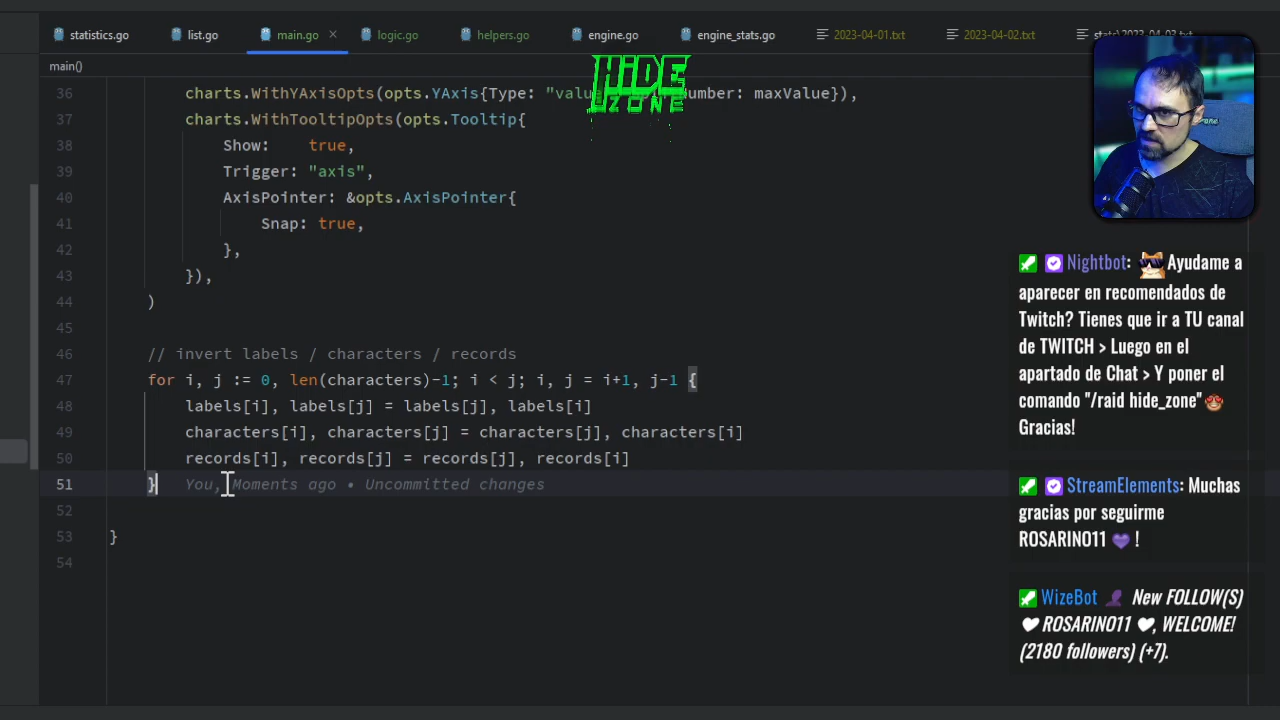 statistics.go
list.go
main.go
logic.go
helpers.go
engine.go
engine_stats.go
2023-04-01.txt
2023-04-02.txt
main()
HiDE
ZONE
36 charts.WithYAxisOpts(opts.YAxis{Type: "value maxValue}),
37 charts.WithTooltipOpts(opts.Tooltip{
38 Show: true,
39 Trigger: "axis",
40 AxisPointer: &opts.AxisPointer{
41 Snap: true,
42 },
43 }),
44 )
45
46 // invert labels / characters / records
47 for i, j := 0, len(characters)-1; i < j; i, j = i+1, j-1 {
48 labels[i], labels[j] = labels[j], labels[i]
49 characters[i], characters[j] = characters[j], characters[i]
50 records[i], records[j] = records[j], records[i]
51 } You, Moments ago • Uncommitted changes
52
53 }
54
Nightbot: Ayudame a
aparecer en recomendados de
Twitch? Tienes que ir a TU canal
de TWITCH > Luego en el
apartado de Chat > Y poner el
comando "/raid hide_zone"
Gracias!
StreamElements: Muchas
gracias por seguirme
ROSARINO11 !
WizeBot New FOLLOW(S)
ROSARINO11 , WELCOME!
(2180 followers) (+7).